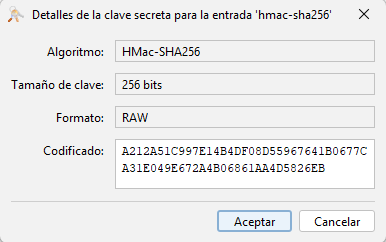 Detalles de la clave secreta para la entrada 'hmac-sha256'
Algoritmo: HMac-SHA256
Tamaño de clave: 256 bits
Formato: RAW
Codificado: A212A51C997E14B4DF08D55967641B0677C
A31E049E672A4B06861AA4D5826EB
Aceptar Cancelar